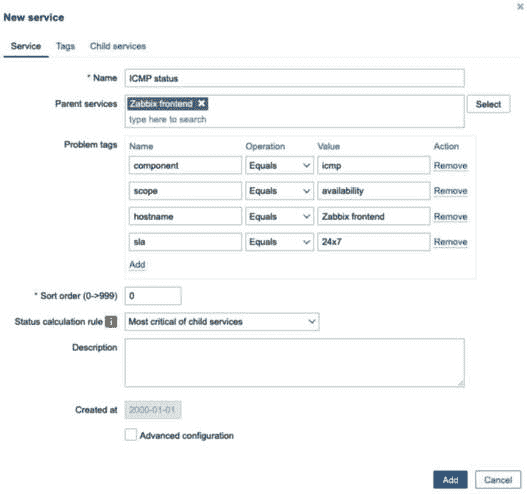 New service
Service Tags Child services
* Name ICMP status
Parent services Zabbix frontend Select
type here to search
Problem tags Name Operation Value Action
component Equals icmp Remove
scope Equals availability Remove
hostname Equals Zabbix frontend Remove
sla Equals 24x7 Remove
Add
* Sort order (0->999) 0
Status calculation rule i Most critical of child services
Description
Created at 2000-01-01
Advanced configuration
Add Cancel